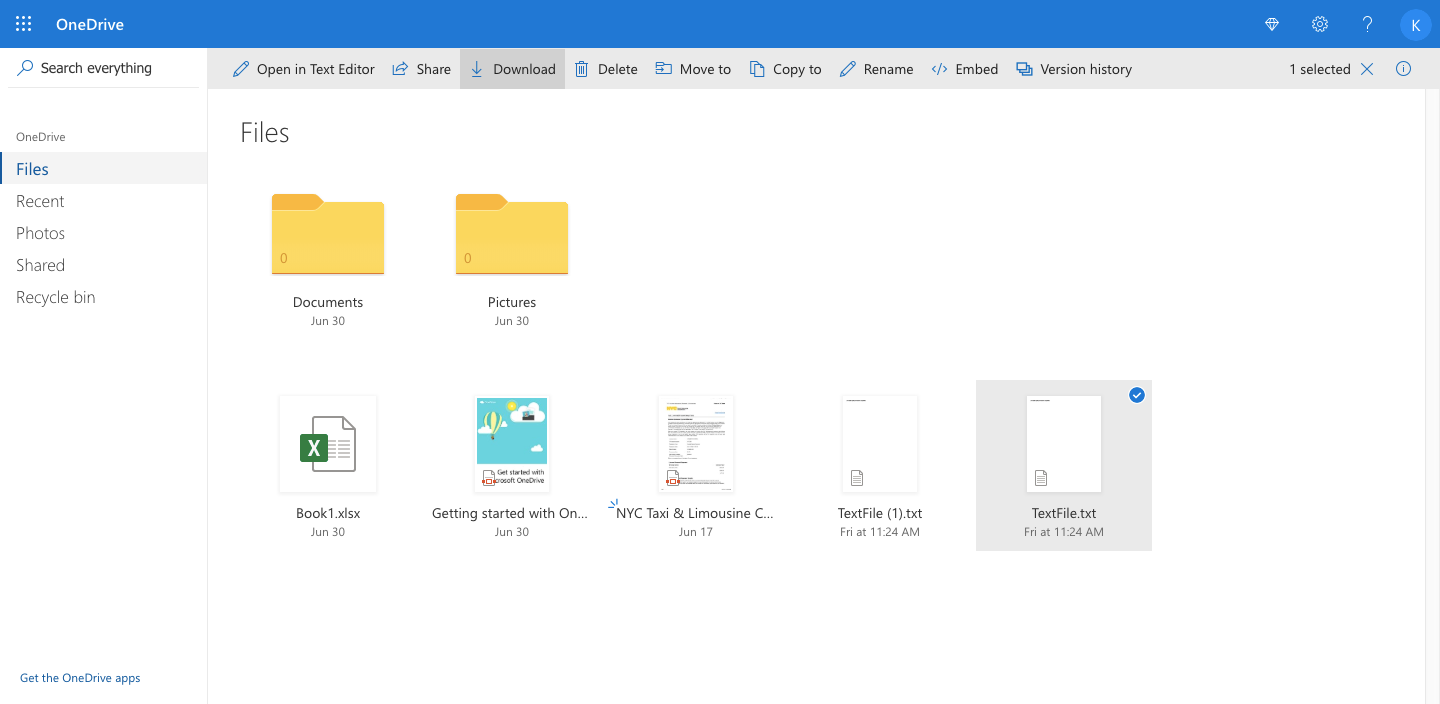 OneDrive
K
Search everything
Open in Text Editor
Share
Download
Delete
Move to
Copy to
Rename
Embed
Version history
1 selected
OneDrive
Files
Recent
Photos
Shared
Recycle bin
Get the OneDrive apps
Files
0
Documents
Jun 30
0
Pictures
Jun 30
X
Book1.xlsx
Jun 30
Get started with
crosoft OneDrive
Getting started with On...
Jun 30
NYC Taxi & Limousine C...
Jun 17
TextFile (1).txt
Fri at 11:24 AM
TextFile.txt
Fri at 11:24 AM